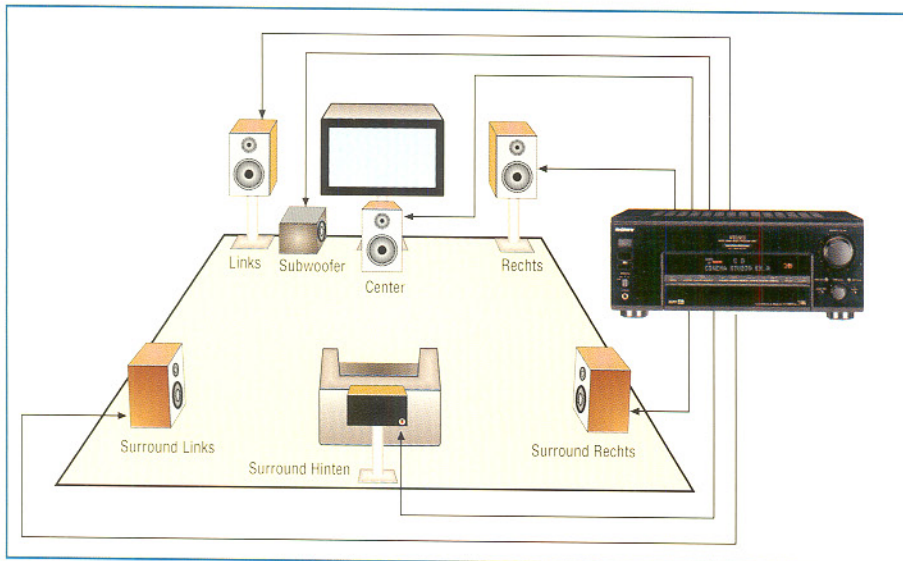 Links
Subwoofer
Rechts
Center
Surround Links
Surround Rechts
Surround Hinten